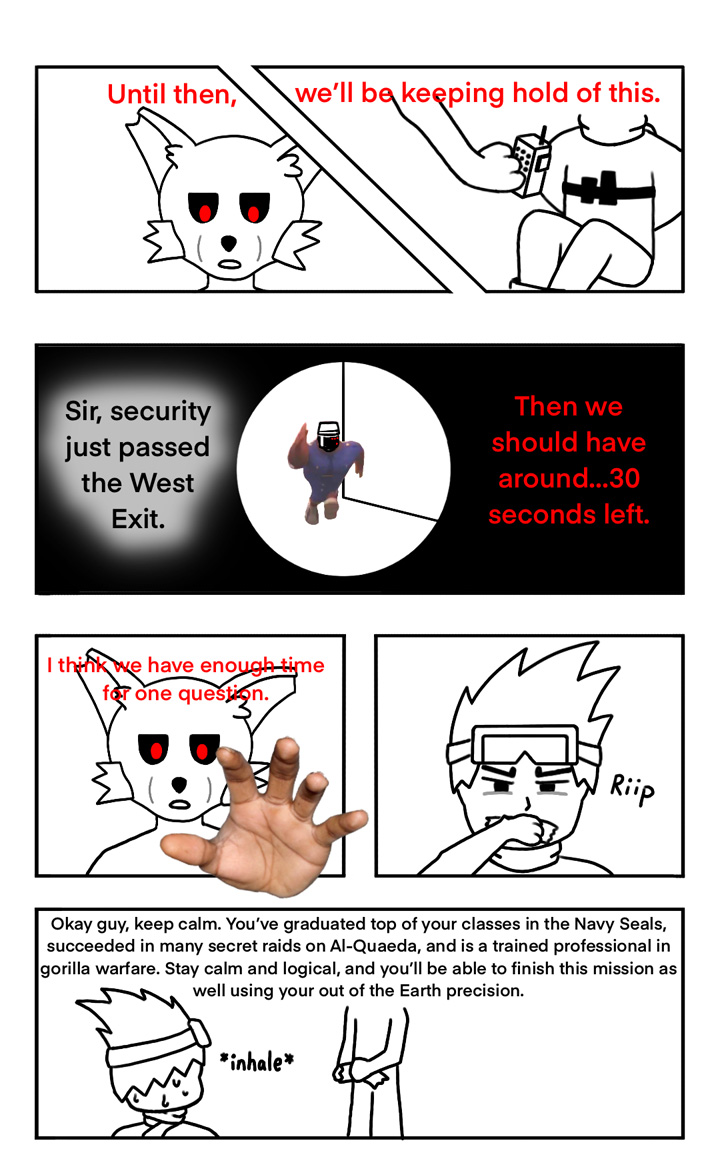 Until then,
we'll be keeping hold of this.
Sir, security
just passed
the West
Exit.
Then we
should have
around...30
seconds left.
I think we have enough time
for one question.
Riip
Okay guy, keep calm. You've graduated top of your classes in the Navy Seals,
succeeded in many secret raids on Al-Quaeda, and is a trained professional in
gorilla warfare. Stay calm and logical, and you'll be able to finish this mission as
well using your out of the Earth precision.
*inhale*